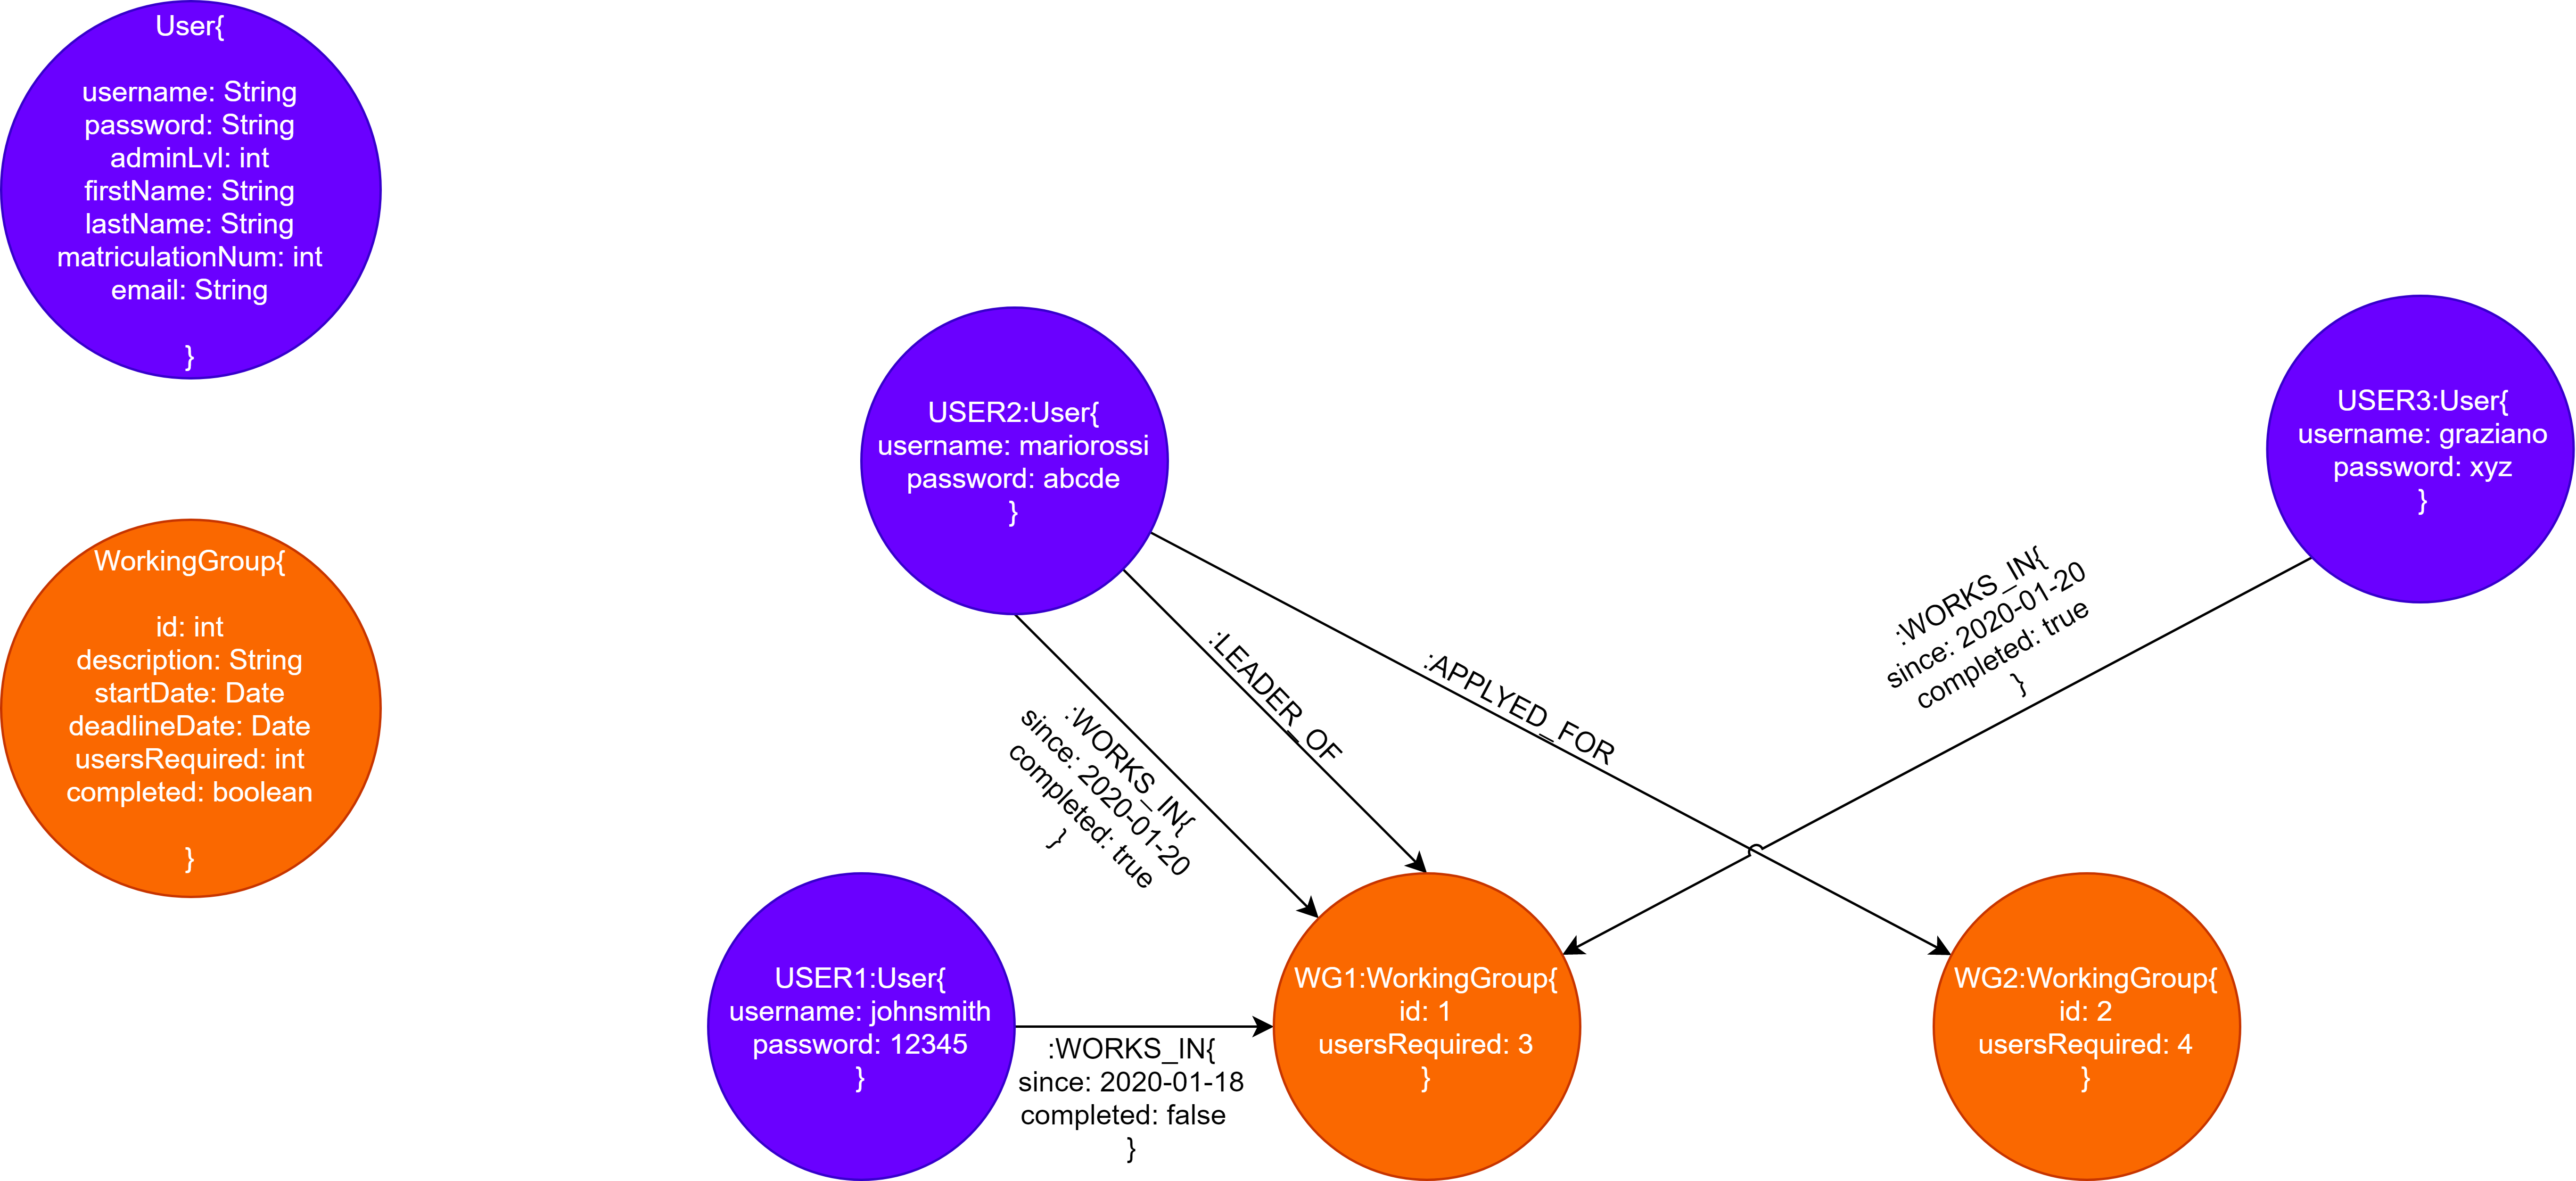 User{
username: String
password: String
adminLvl: int
firstName: String
lastName: String
matriculationNum: int
email: String
}
WorkingGroup{
id: int
description: String
startDate: Date
deadlineDate: Date
usersRequired: int
completed: boolean
}
USER2:User{
username: mariorossi
password: abcde
}
USER3:User{
username: graziano
password: xyz
}
:WORKS_IN{
since: 2020-01-20
completed: true
}
:LEADER_OF
:APPLYED_FOR
:WORKS_IN{
since: 2020-01-20
completed: true
}
USER1:User{
username: johnsmith
password: 12345
}
:WORKS_IN{
since: 2020-01-18
completed: false
}
WG1:WorkingGroup{
id: 1
usersRequired: 3
}
WG2:WorkingGroup{
id: 2
usersRequired: 4
}